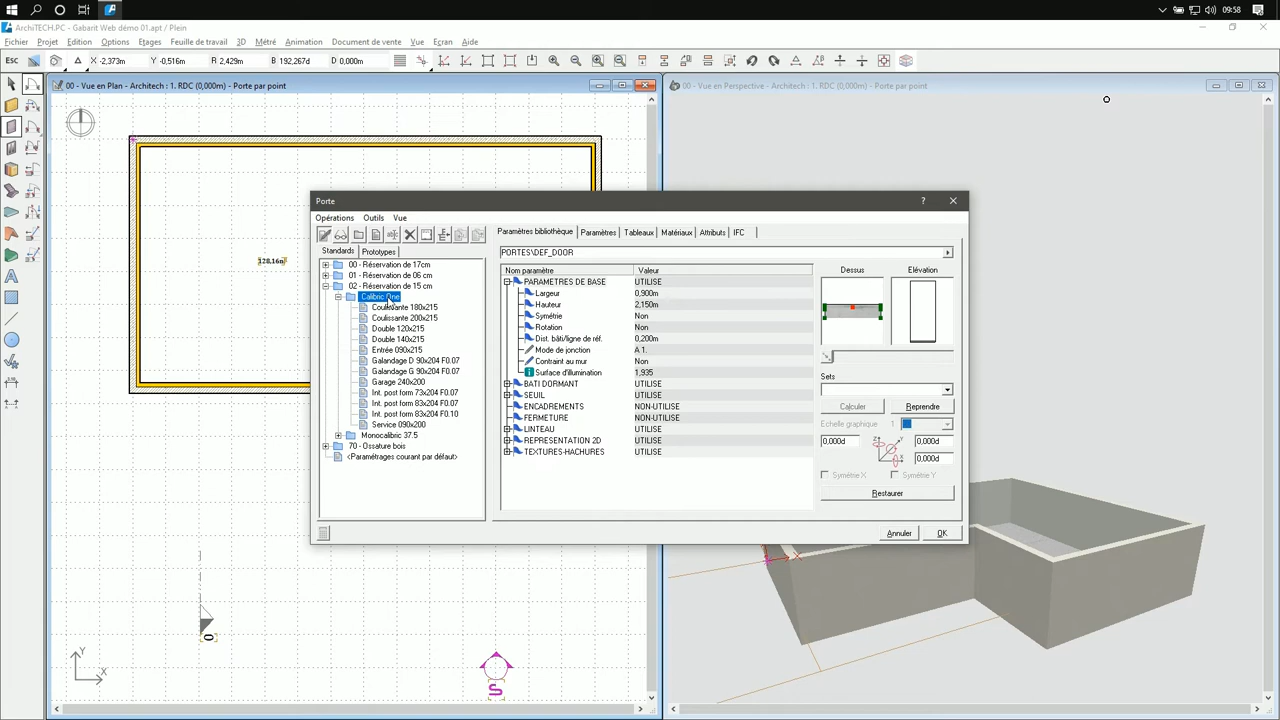 09:58
ArchiTECH.PC - Gabarit Web démo 01.apt / Plein
Fichier Projet Edition Options Etages Feuille de travail 3D Métré Animation Document de vente Vue Ecran Aide
Esc X -2,373m Y -0,516m R 2,429m B 192,267d D 0,000m
00 - Vue en Plan - Architech : 1. RDC (0,000m) - Porte par point
00 - Vue en Perspective - Architech : 1. RDC (0,000m) - Porte par point
128.16m²
Porte
Opérations Outils Vue
Standards Prototypes
00 - Réservation de 17cm
01 - Réservation de 06 cm
02 - Réservation de 15 cm
Calibric One
Coulissante 180x215
Coulissante 200x215
Double 120x215
Double 140x215
Entrée 090x215
Galandage D 90x204 F0.07
Galandage G 90x204 F0.07
Garage 240x200
Int. post form 73x204 F0.07
Int. post form 83x204 F0.07
Int. post form 83x204 F0.10
Service 090x200
Monocalibric 37.5
70 - Ossature bois
<Paramétrages courant par défaut>
Paramètres bibliothèque Paramètres Tableaux Matériaux Attributs IFC
PORTES\DEF_DOOR
Nom paramètre Valeur
PARAMETRES DE BASE UTILISE
Largeur 0,900m
Hauteur 2,150m
Symétrie Non
Rotation Non
Dist. bâti/ligne de réf. 0,200m
Mode de jonction A 1.
Contraint au mur Non
Surface d'illumination 1,935
BATI DORMANT UTILISE
SEUIL UTILISE
ENCADREMENTS NON-UTILISE
FERMETURE NON-UTILISE
LINTEAU UTILISE
REPRESENTATION 2D UTILISE
TEXTURES-HACHURES UTILISE
Dessus Elévation
Sets
Calculer Reprendre
Echelle graphique 1
0,000d 0,000d
0,000d
Symétrie X Symétrie Y
Restaurer
Annuler OK
0
Y
X
S